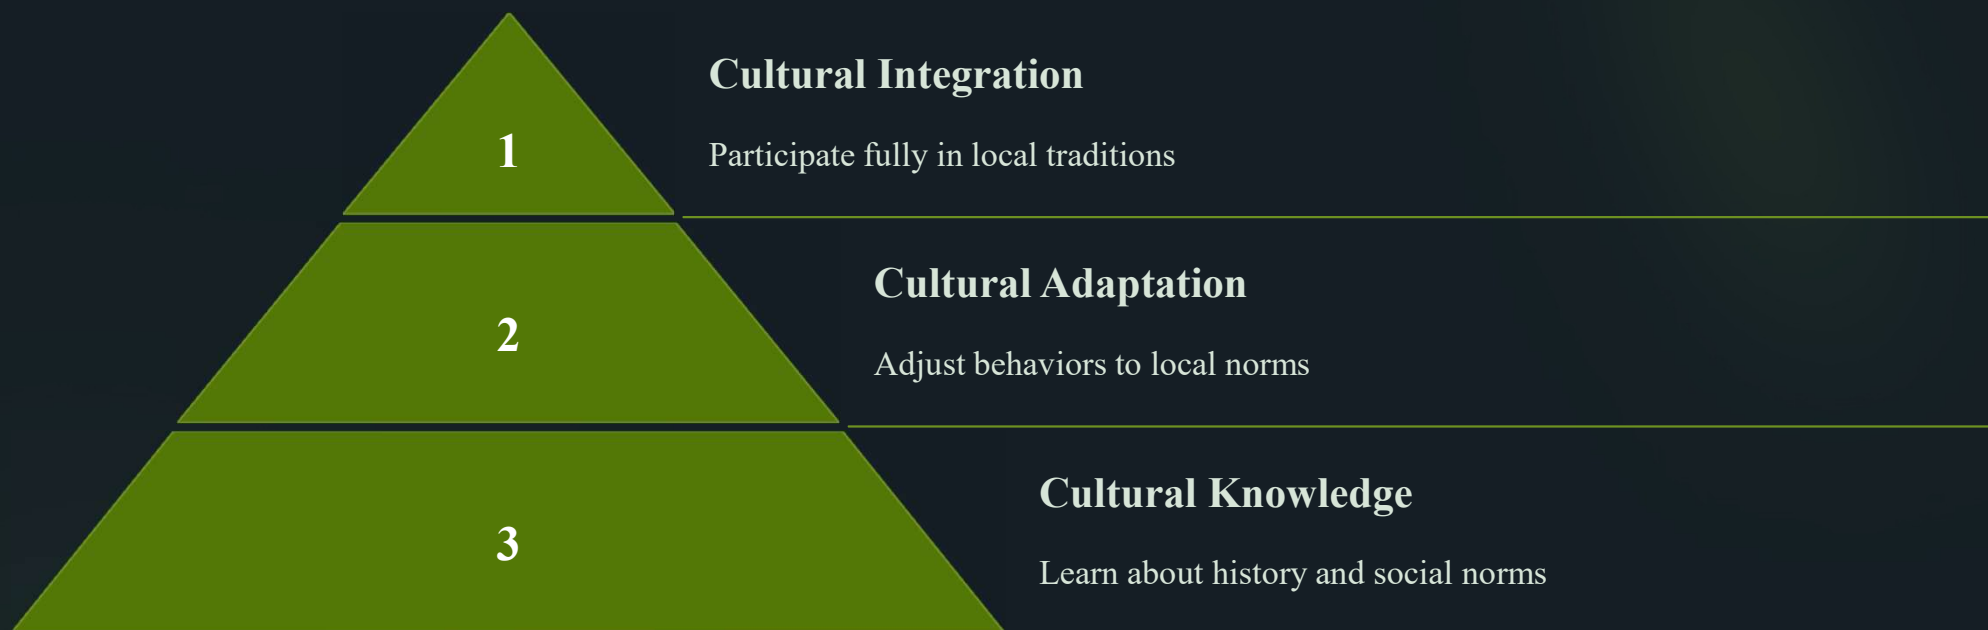 1
Cultural Integration
Participate fully in local traditions
2
Cultural Adaptation
Adjust behaviors to local norms
3
Cultural Knowledge
Learn about history and social norms